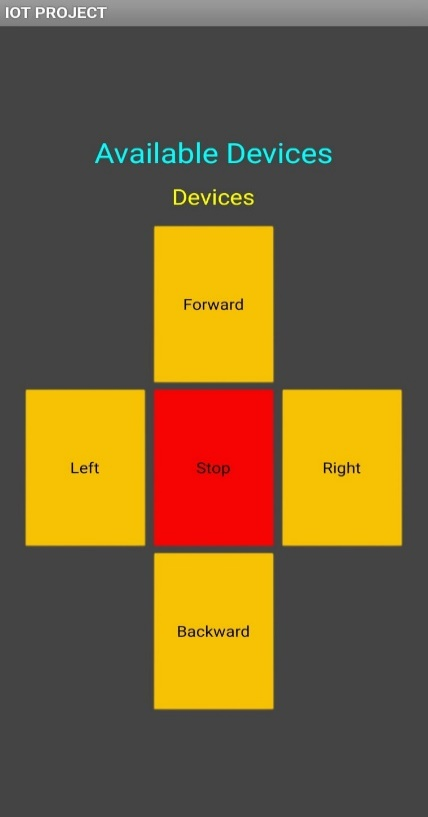 IOT PROJECT
Available Devices
Devices
Forward
Left
Stop
Right
Backward